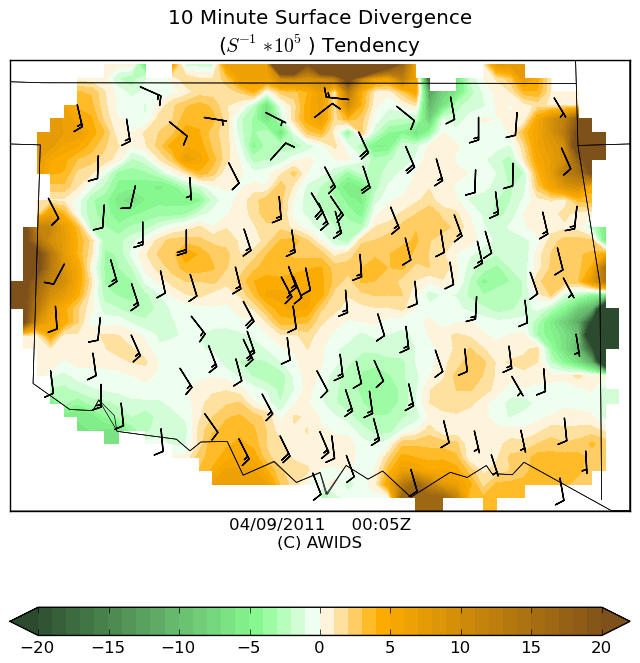 10 Minute Surface Divergence
(S⁻¹ ∗ 10⁵ ) Tendency
04/09/2011 00:05Z
(C) AWIDS
−20 −15 −10 −5 0 5 10 15 20